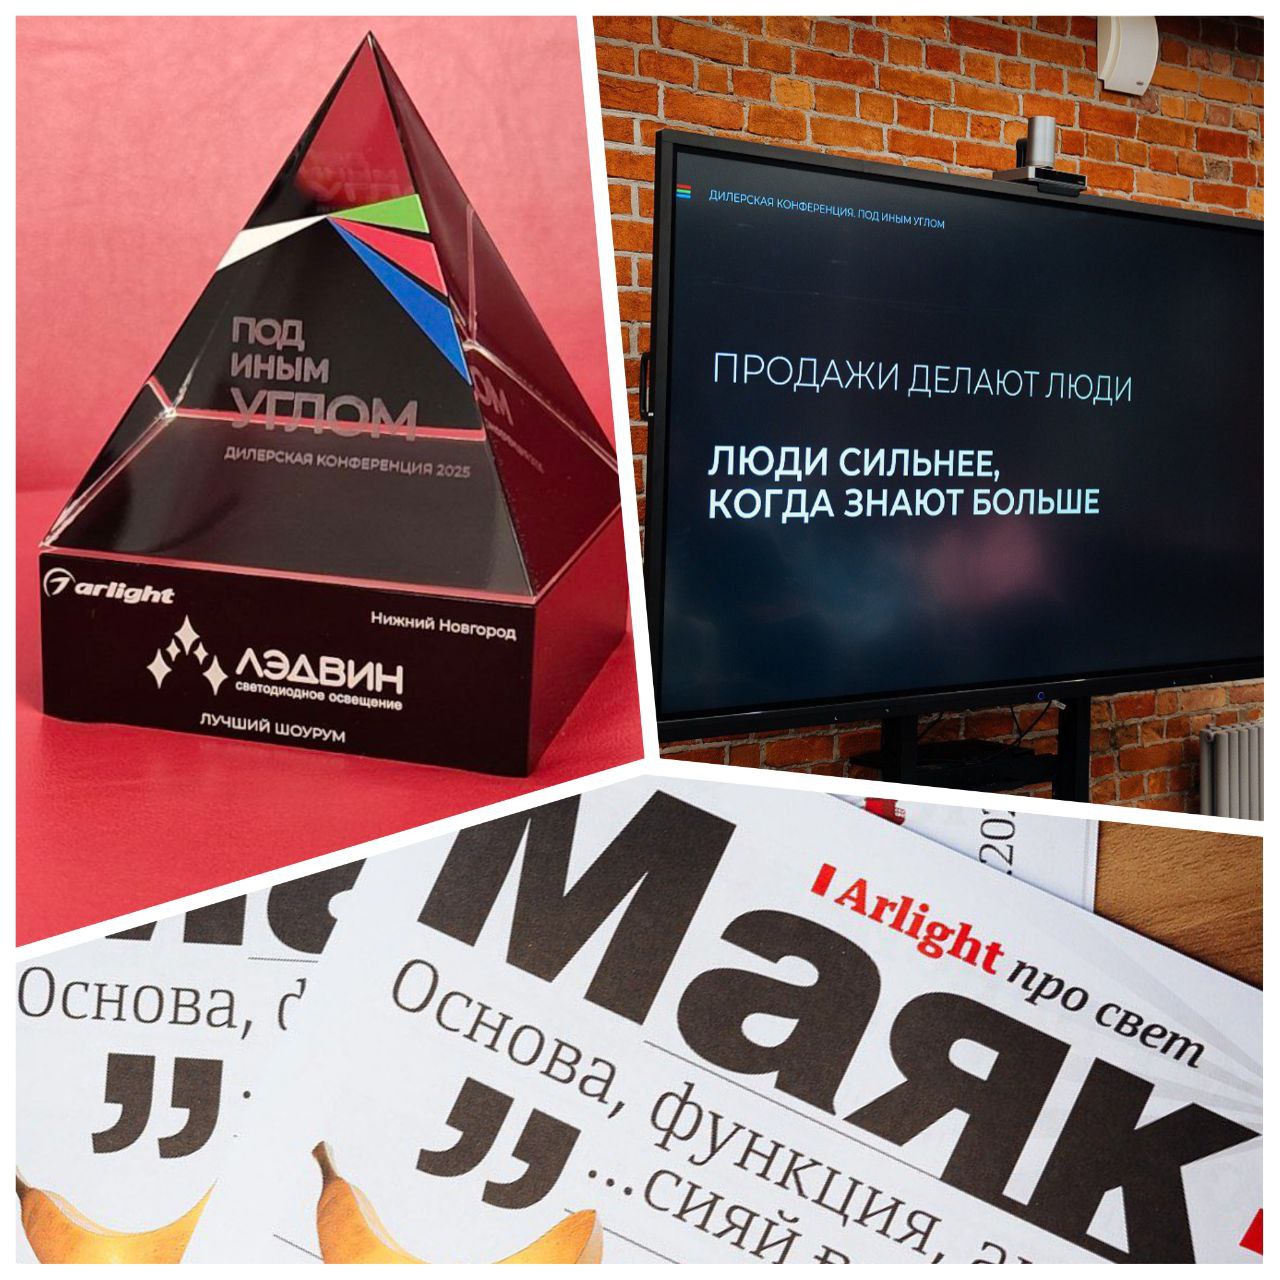 ПОД
ИНЫМ
УГЛОМ
ДИЛЕРСКАЯ КОНФЕРЕНЦИЯ 2025
arlight
Нижний Новгород
ЛЭДВИН
светодиодное освещение
ЛУЧШИЙ ШОУРУМ
ДИЛЕРСКАЯ КОНФЕРЕНЦИЯ. ПОД ИНЫМ УГЛОМ
ПРОДАЖИ ДЕЛАЮТ ЛЮДИ
ЛЮДИ СИЛЬНЕЕ,
КОГДА ЗНАЮТ БОЛЬШЕ
Основа,
”
Arlight про свет
Маяк
Основа, функция,
” ...сияй